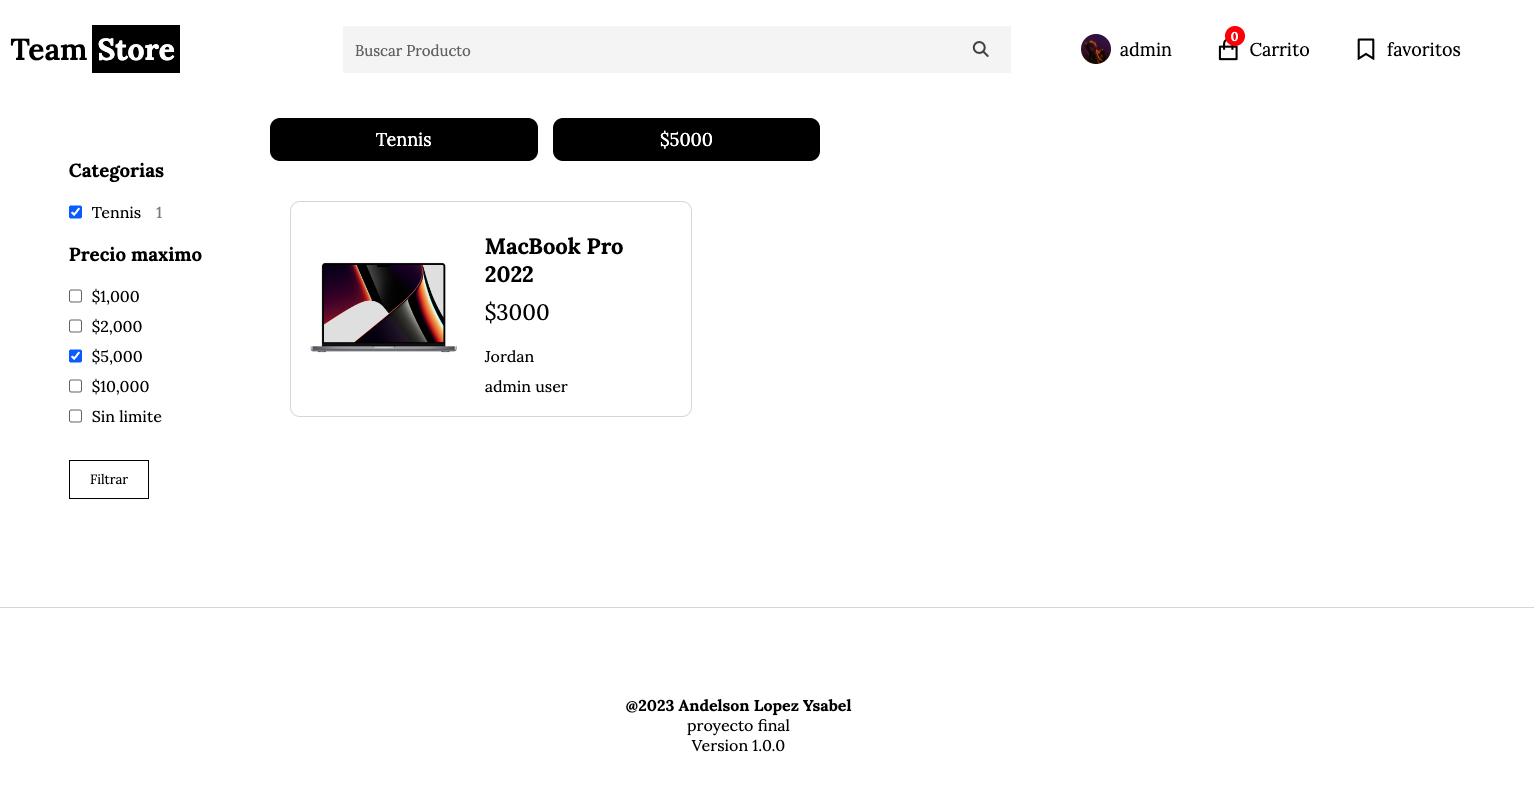 Team Store
Buscar Producto
admin
0
Carrito
favoritos
Tennis
$5000
Categorias
Tennis 1
Precio maximo
$1,000
$2,000
$5,000
$10,000
Sin limite
Filtrar
MacBook Pro
2022
$3000
Jordan
admin user
@2023 Andelson Lopez Ysabel
proyecto final
Version 1.0.0